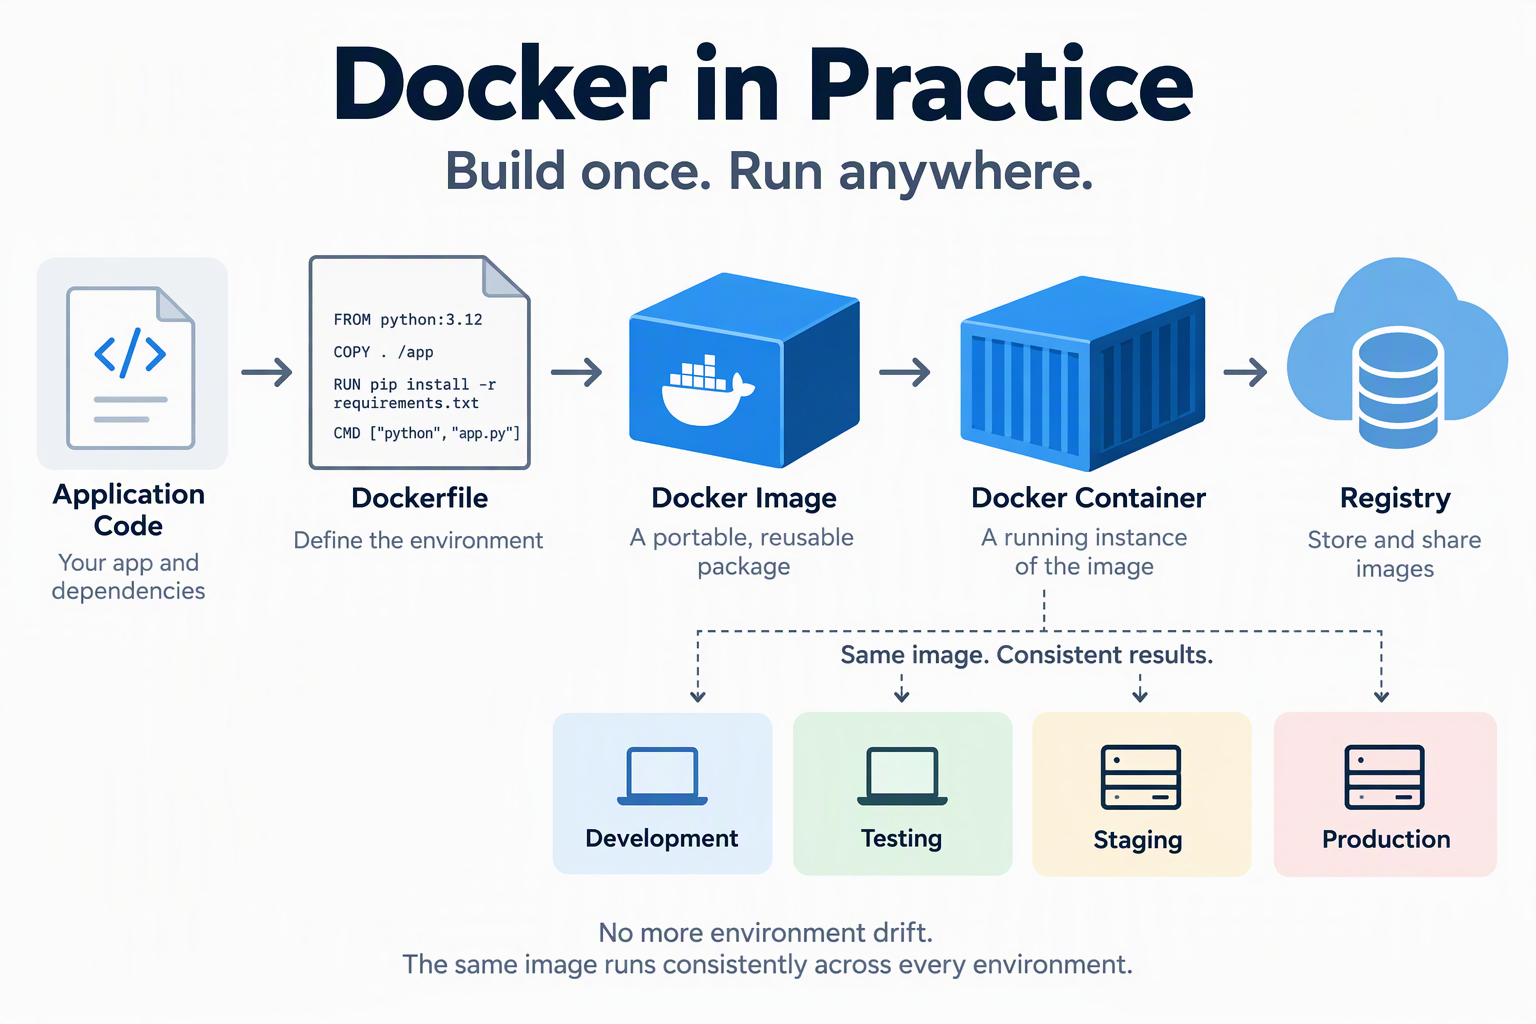 Docker in Practice
Build once. Run anywhere.
</>
FROM python:3.12
COPY . /app
RUN pip install -r
requirements.txt
CMD ["python", "app.py"]
Application
Code
Your app and
dependencies
Dockerfile
Define the environment
Docker Image
A portable, reusable
package
Docker Container
A running instance
of the image
Registry
Store and share
images
Same image. Consistent results.
Development
Testing
Staging
Production
No more environment drift.
The same image runs consistently across every environment.